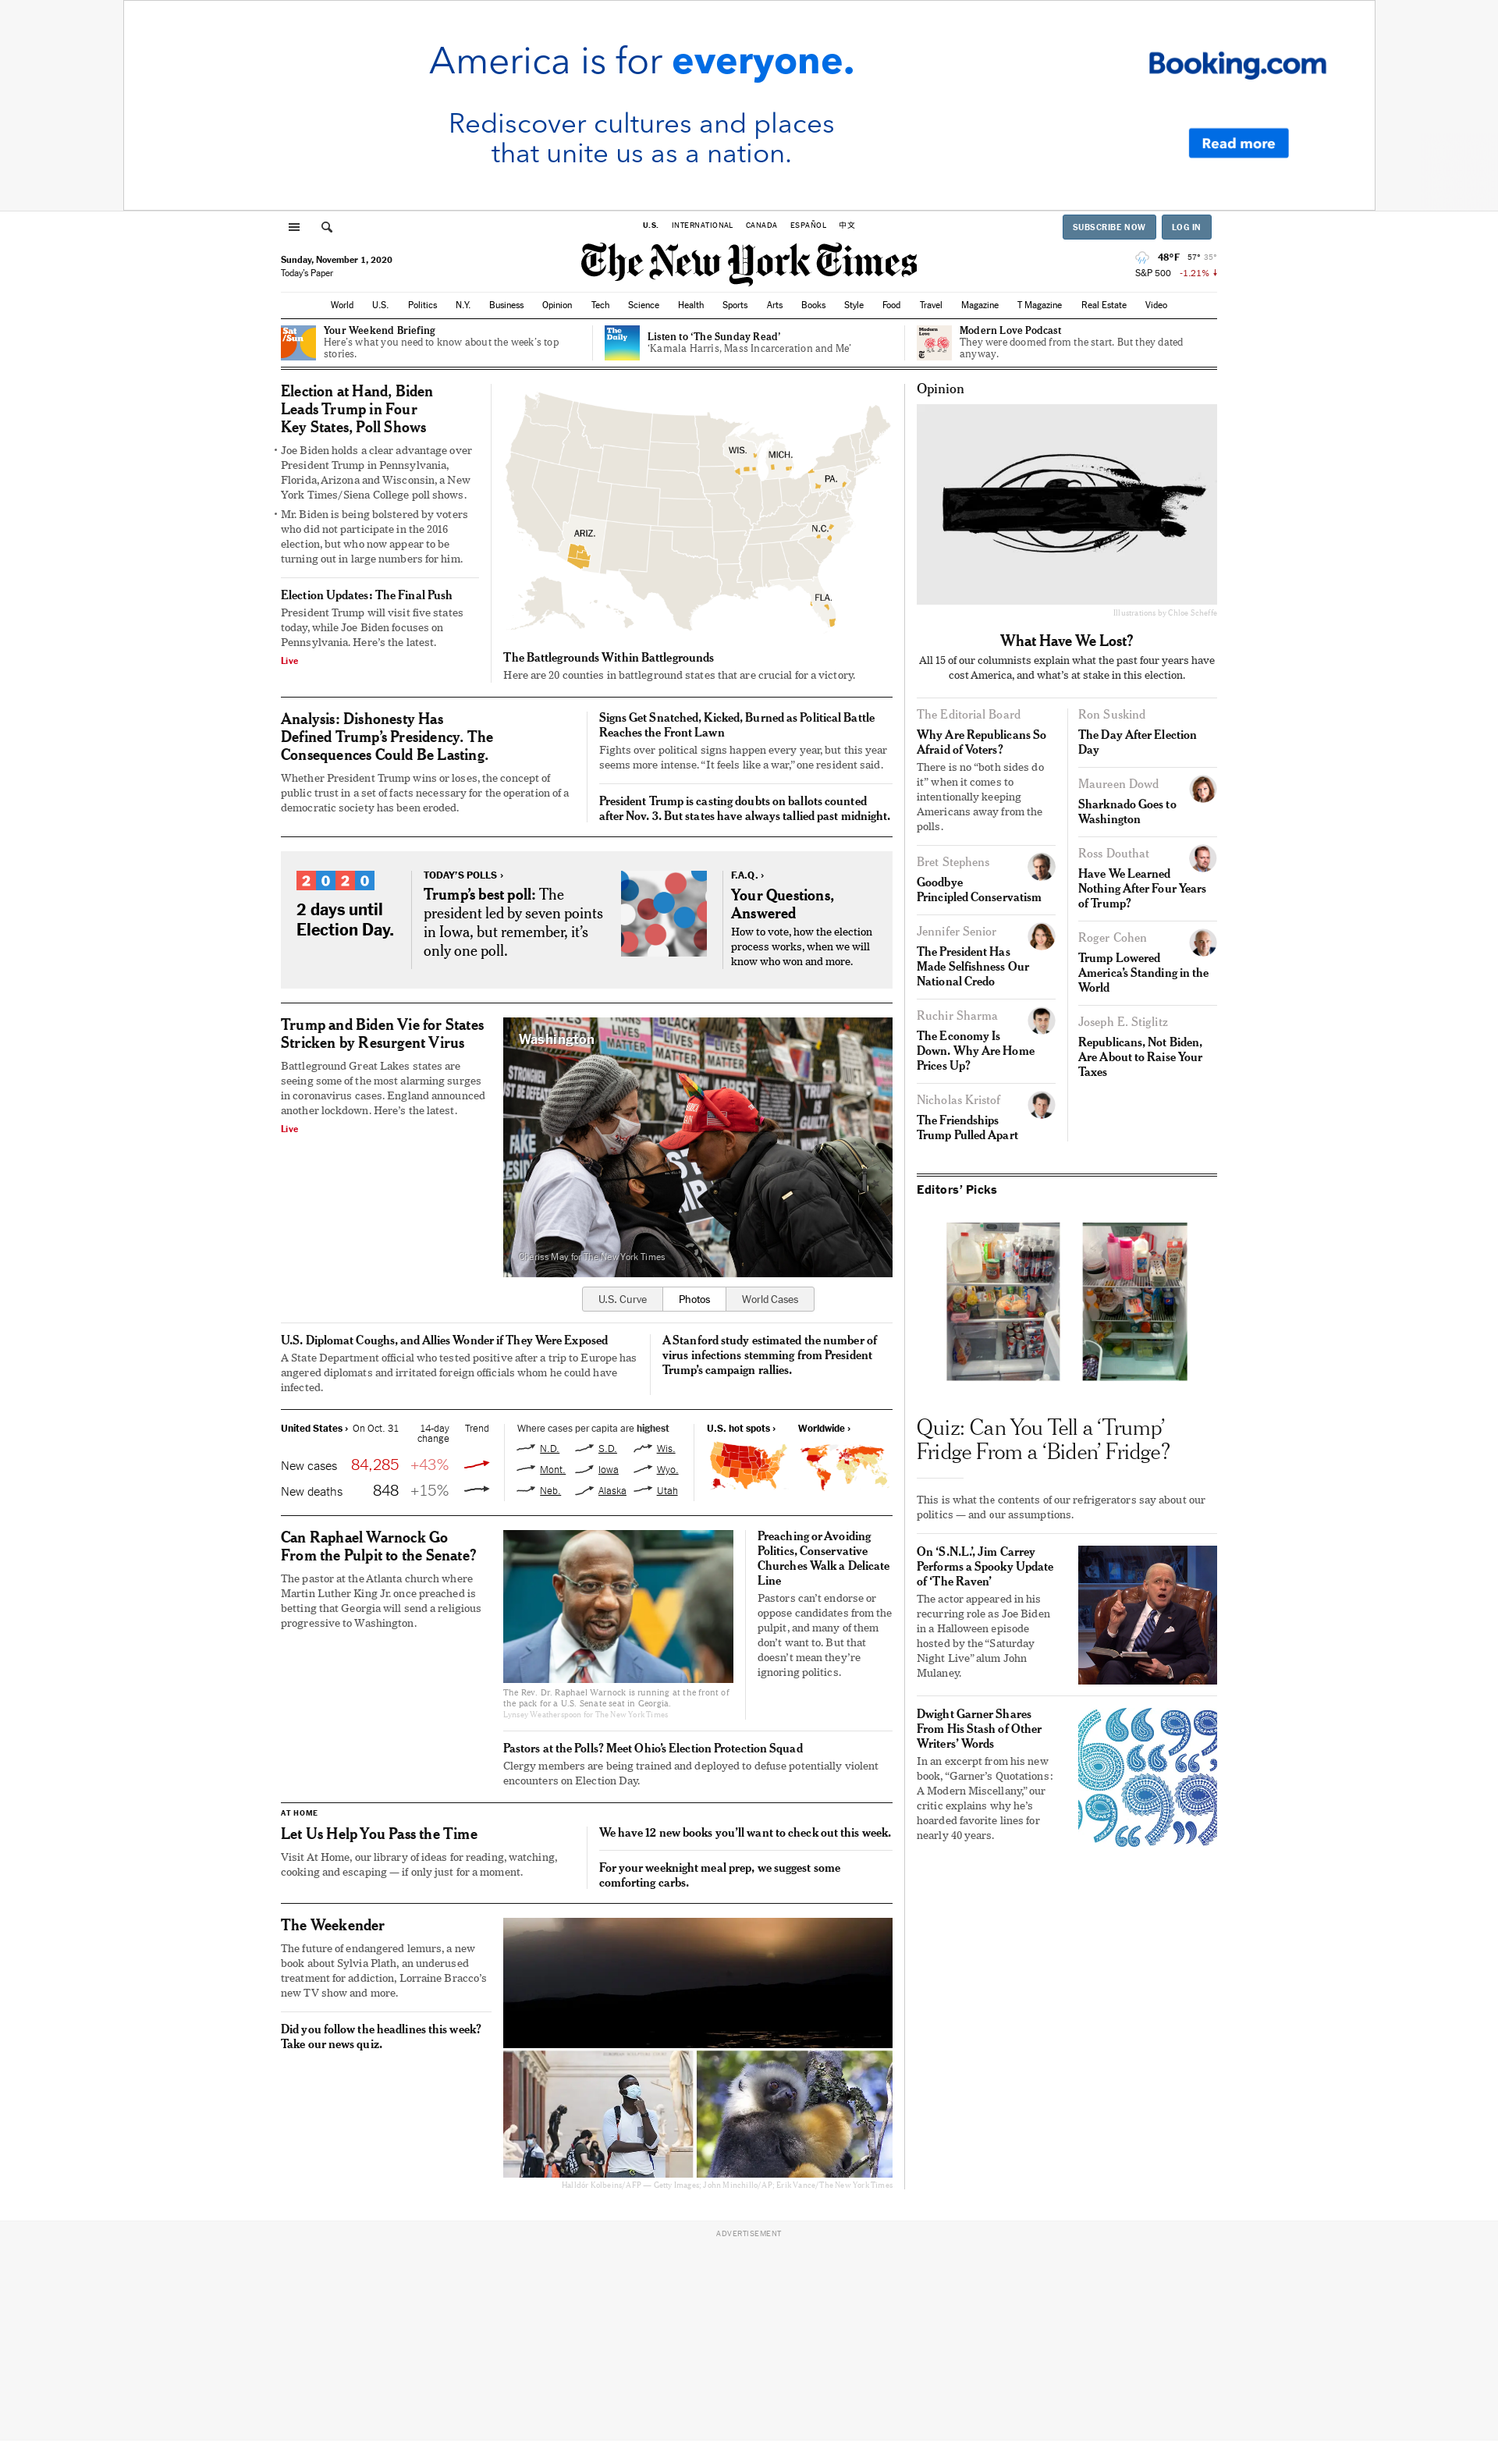 America is for everyone.
Booking.com
Rediscover cultures and places
that unite us as a nation.
Read more
U.S. INTERNATIONAL CANADA ESPAÑOL 中文
SUBSCRIBE NOW LOG IN
The New York Times
Sunday, November 1, 2020
Today's Paper
48°F 57° 35°
S&P 500 -1.21%
World U.S. Politics N.Y. Business Opinion Tech Science Health Sports Arts Books Style Food Travel Magazine T Magazine Real Estate Video
Sat
/Sun
Your Weekend Briefing
Here's what you need to know about the week's top
stories.
The
Daily
Listen to ‘The Sunday Read’
‘Kamala Harris, Mass Incarceration and Me’
Modern
Love
Modern Love Podcast
They were doomed from the start. But they dated
anyway.
Election at Hand, Biden
Leads Trump in Four
Key States, Poll Shows
• Joe Biden holds a clear advantage over
President Trump in Pennsylvania,
Florida, Arizona and Wisconsin, a New
York Times/Siena College poll shows.
• Mr. Biden is being bolstered by voters
who did not participate in the 2016
election, but who now appear to be
turning out in large numbers for him.
Election Updates: The Final Push
President Trump will visit five states
today, while Joe Biden focuses on
Pennsylvania. Here's the latest.
Live
WIS.
MICH.
PA.
N.C.
ARIZ.
FLA.
The Battlegrounds Within Battlegrounds
Here are 20 counties in battleground states that are crucial for a victory.
Analysis: Dishonesty Has
Defined Trump’s Presidency. The
Consequences Could Be Lasting.
Whether President Trump wins or loses, the concept of
public trust in a set of facts necessary for the operation of a
democratic society has been eroded.
Signs Get Snatched, Kicked, Burned as Political Battle
Reaches the Front Lawn
Fights over political signs happen every year, but this year
seems more intense. “It feels like a war,” one resident said.
President Trump is casting doubts on ballots counted
after Nov. 3. But states have always tallied past midnight.
2020
2 days until
Election Day.
TODAY’S POLLS ›
Trump’s best poll: The
president led by seven points
in Iowa, but remember, it’s
only one poll.
F.A.Q. ›
Your Questions,
Answered
How to vote, how the election
process works, when we will
know who won and more.
Trump and Biden Vie for States
Stricken by Resurgent Virus
Battleground Great Lakes states are
seeing some of the most alarming surges
in coronavirus cases. England announced
another lockdown. Here’s the latest.
Live
Washington
Cheriss May for The New York Times
U.S. Curve Photos World Cases
U.S. Diplomat Coughs, and Allies Wonder if They Were Exposed
A State Department official who tested positive after a trip to Europe has
angered diplomats and irritated foreign officials whom he could have
infected.
A Stanford study estimated the number of
virus infections stemming from President
Trump’s campaign rallies.
United States › On Oct. 31 14-day
change Trend
New cases 84,285 +43%
New deaths 848 +15%
Where cases per capita are highest
N.D. S.D. Wis.
Mont. Iowa Wyo.
Neb. Alaska Utah
U.S. hot spots › Worldwide ›
Can Raphael Warnock Go
From the Pulpit to the Senate?
The pastor at the Atlanta church where
Martin Luther King Jr. once preached is
betting that Georgia will send a religious
progressive to Washington.
The Rev. Dr. Raphael Warnock is running at the front of
the pack for a U.S. Senate seat in Georgia.
Lynsey Weatherspoon for The New York Times
Preaching or Avoiding
Politics, Conservative
Churches Walk a Delicate
Line
Pastors can’t endorse or
oppose candidates from the
pulpit, and many of them
don’t want to. But that
doesn’t mean they’re
ignoring politics.
Pastors at the Polls? Meet Ohio’s Election Protection Squad
Clergy members are being trained and deployed to defuse potentially violent
encounters on Election Day.
AT HOME
Let Us Help You Pass the Time
Visit At Home, our library of ideas for reading, watching,
cooking and escaping — if only just for a moment.
We have 12 new books you’ll want to check out this week.
For your weeknight meal prep, we suggest some
comforting carbs.
The Weekender
The future of endangered lemurs, a new
book about Sylvia Plath, an underused
treatment for addiction, Lorraine Bracco’s
new TV show and more.
Did you follow the headlines this week?
Take our news quiz.
Halldór Kolbeins/AFP — Getty Images; John Minchillo/AP; Erik Vance/The New York Times
Opinion
Illustrations by Chloe Scheffe
What Have We Lost?
All 15 of our columnists explain what the past four years have
cost America, and what’s at stake in this election.
The Editorial Board
Why Are Republicans So
Afraid of Voters?
There is no “both sides do
it” when it comes to
intentionally keeping
Americans away from the
polls.
Bret Stephens
Goodbye
Principled Conservatism
Jennifer Senior
The President Has
Made Selfishness Our
National Credo
Ruchir Sharma
The Economy Is
Down. Why Are Home
Prices Up?
Nicholas Kristof
The Friendships
Trump Pulled Apart
Ron Suskind
The Day After Election
Day
Maureen Dowd
Sharknado Goes to
Washington
Ross Douthat
Have We Learned
Nothing After Four Years
of Trump?
Roger Cohen
Trump Lowered
America’s Standing in the
World
Joseph E. Stiglitz
Republicans, Not Biden,
Are About to Raise Your
Taxes
Editors’ Picks
Quiz: Can You Tell a ‘Trump’
Fridge From a ‘Biden’ Fridge?
This is what the contents of our refrigerators say about our
politics — and our assumptions.
On ‘S.N.L.’, Jim Carrey
Performs a Spooky Update
of ‘The Raven’
The actor appeared in his
recurring role as Joe Biden
in a Halloween episode
hosted by the “Saturday
Night Live” alum John
Mulaney.
Dwight Garner Shares
From His Stash of Other
Writers’ Words
In an excerpt from his new
book, “Garner’s Quotations:
A Modern Miscellany,” our
critic explains why he’s
hoarded favorite lines for
nearly 40 years.
ADVERTISEMENT